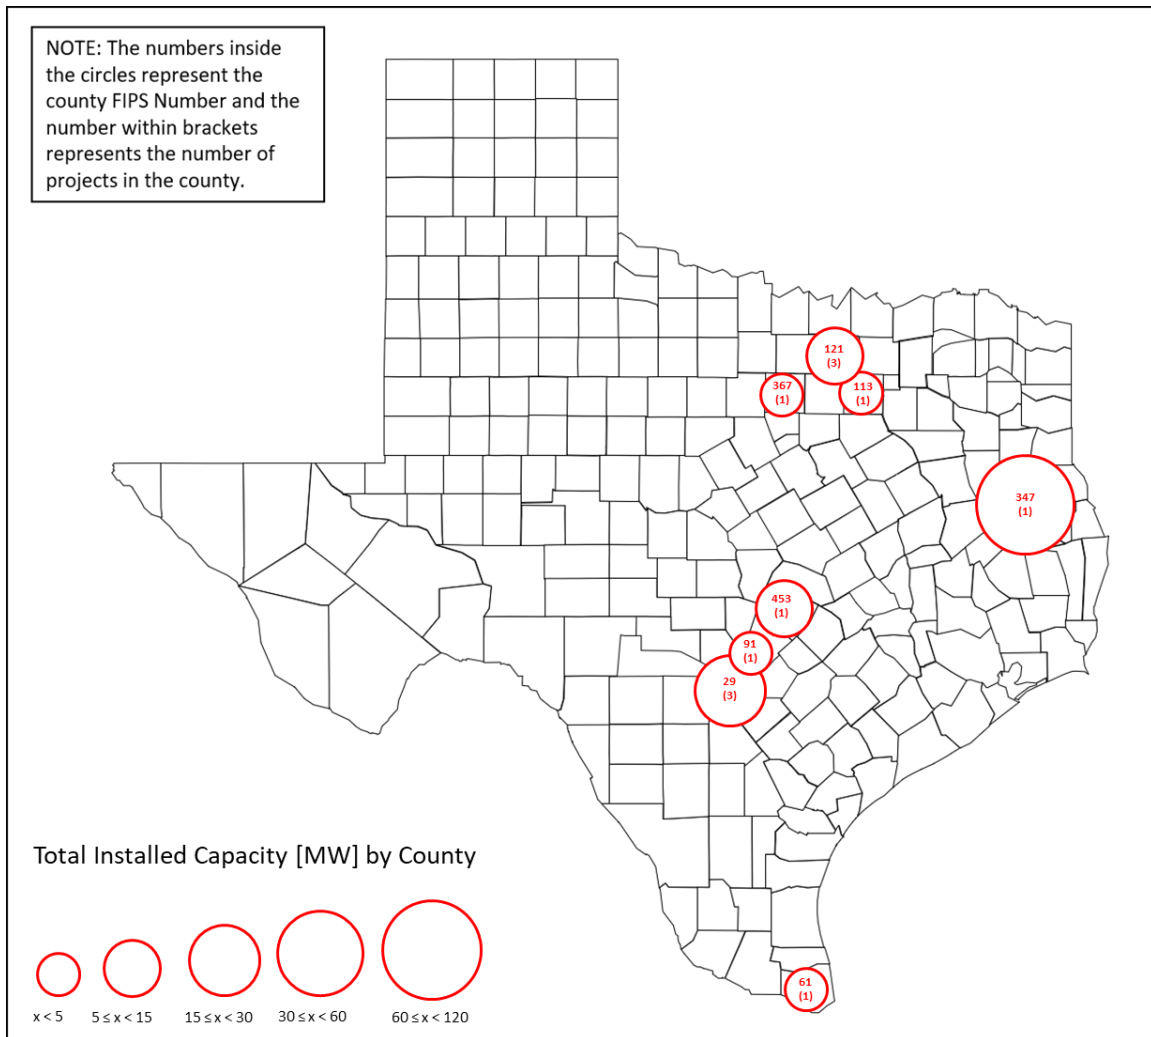 NOTE: The numbers inside
the circles represent the
county FIPS Number and the
number within brackets
represents the number of
projects in the county.
121
(3)
367
(1)
113
(1)
347
(1)
453
(1)
91
(1)
29
(3)
Total Installed Capacity [MW] by County
x < 5
5 ≤ x < 15
15 ≤ x < 30
30 ≤ x < 60
60 ≤ x < 120
61
(1)